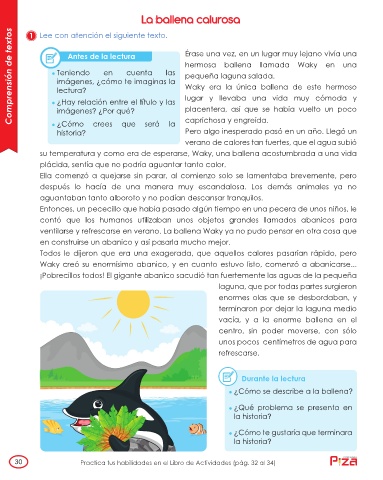 La ballena calurosa
1 Lee con atención el siguiente texto.
Comprensión de textos
Antes de la lectura
Teniendo en cuenta las
imágenes, ¿cómo te imaginas la
lectura?
¿Hay relación entre el título y las
imágenes? ¿Por qué?
¿Cómo crees que será la
historia?
Érase una vez, en un lugar muy lejano vivía una
hermosa ballena llamada Waky en una
pequeña laguna salada.
Waky era la única ballena de este hermoso
lugar y llevaba una vida muy cómoda y
placentera, así que se había vuelto un poco
caprichosa y engreída.
Pero algo inesperado pasó en un año. Llegó un
verano de calores tan fuertes, que el agua subió
su temperatura y como era de esperarse, Waky, una ballena acostumbrada a una vida
plácida, sentía que no podría aguantar tanto calor.
Ella comenzó a quejarse sin parar, al comienzo solo se lamentaba brevemente, pero
después lo hacía de una manera muy escandalosa. Los demás animales ya no
aguantaban tanto alboroto y no podían descansar tranquilos.
Entonces, un pececillo que había pasado algún tiempo en una pecera de unos niños, le
contó que los humanos utilizaban unos objetos grandes llamados abanicos para
ventilarse y refrescarse en verano. La ballena Waky ya no pudo pensar en otra cosa que
en construirse un abanico y así pasarla mucho mejor.
Todos le dijeron que era una exagerada, que aquellos calores pasarían rápido, pero
Waky creó su enormísimo abanico, y en cuanto estuvo listo, comenzó a abanicarse...
¡Pobrecillos todos! El gigante abanico sacudió tan fuertemente las aguas de la pequeña
laguna, que por todas partes surgieron
enormes olas que se desbordaban, y
terminaron por dejar la laguna medio
vacía, y a la enorme ballena en el
centro, sin poder moverse, con sólo
unos pocos centímetros de agua para
refrescarse.
Durante la lectura
¿Cómo se describe a la ballena?
¿Qué problema se presenta en
la historia?
¿Cómo te gustaría que terminara
la historia?
30
Practica tus habilidades en el Libro de Actividades (pág. 32 al 34)